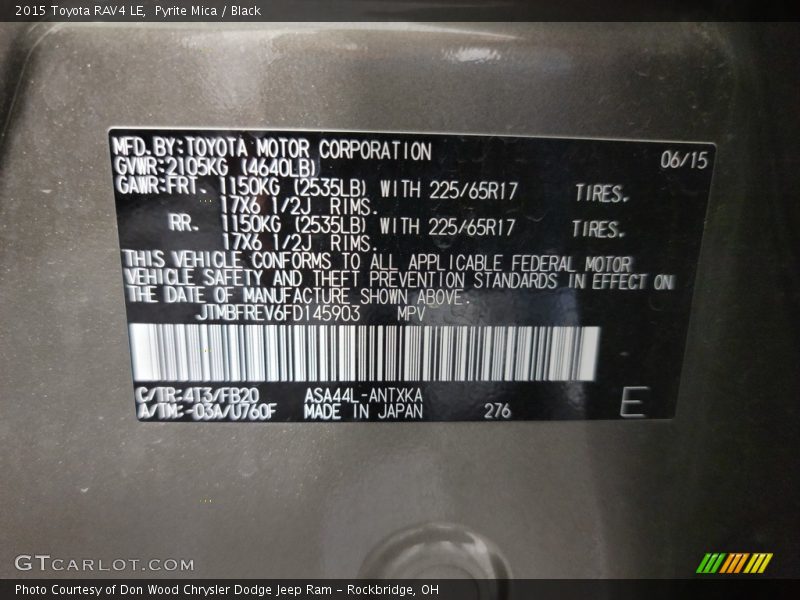 2015 Toyota RAV4 LE, Pyrite Mica / Black
MFD.BY:TOYOTA MOTOR CORPORATION 06/15
GVWR:2105KG (4640LB)
GAWR:FRT. 1150KG (2535LB) WITH 225/65R17 TIRES.
17X6 1/2J RIMS.
RR. 1150KG (2535LB) WITH 225/65R17 TIRES.
17X6 1/2J RIMS.
THIS VEHICLE CONFORMS TO ALL APPLICABLE FEDERAL MOTOR
VEHICLE SAFETY AND THEFT PREVENTION STANDARDS IN EFFECT ON
THE DATE OF MANUFACTURE SHOWN ABOVE.
JTMBFREV6FD145903 MPV
C/TR:4T3/FB20 ASA44L-ANTXKA
A/TM:-03A/U760F MADE IN JAPAN 276 E
GTCARLOT.COM
Photo Courtesy of Don Wood Chrysler Dodge Jeep Ram - Rockbridge, OH